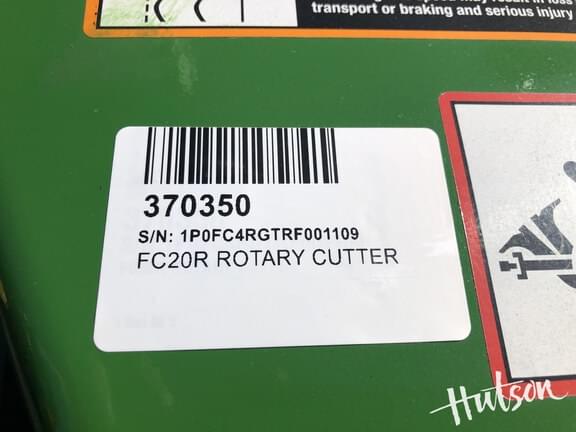 transport or braking and serious injury
370350
S/N: 1P0FC4RGTRF001109
FC20R ROTARY CUTTER
Hutson